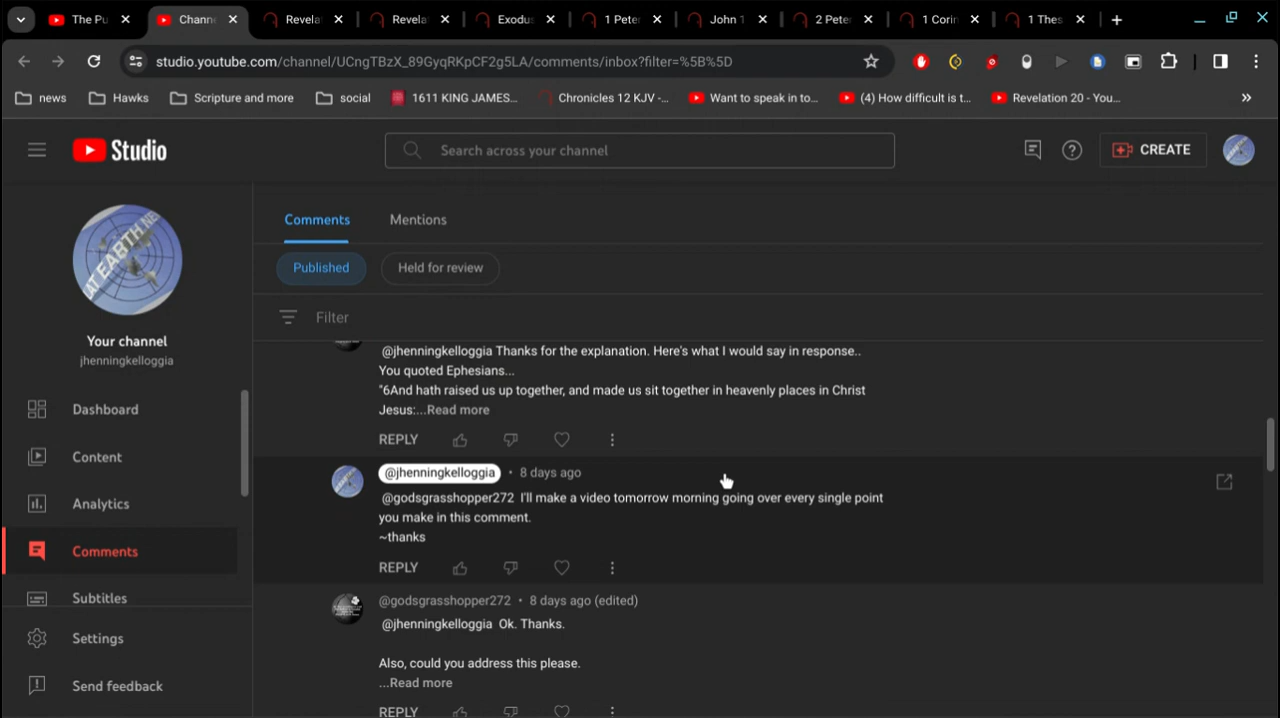 The Pu
Chann
Revela
Revela
Exodus
1 Peter
John 1
2 Peter
1 Corin
1 Thes
studio.youtube.com/channel/UCngTBzX_89GyqRKpCF2g5LA/comments/inbox?filter=%5B%5D
news
Hawks
Scripture and more
social
1611 KING JAMES...
Chronicles 12 KJV -...
Want to speak in to...
(4) How difficult is t...
Revelation 20 - You...
Studio
Search across your channel
CREATE
AT EARTH NE
Your channel
jhenningkelloggia
Dashboard
Content
Analytics
Comments
Subtitles
Settings
Send feedback
Comments
Mentions
Published
Held for review
Filter
@jhenningkelloggia Thanks for the explanation. Here's what I would say in response..
You quoted Ephesians...
"6And hath raised us up together, and made us sit together in heavenly places in Christ
Jesus:...Read more
REPLY
@jhenningkelloggia • 8 days ago
@godsgrasshopper272 I'll make a video tomorrow morning going over every single point
you make in this comment.
~thanks
REPLY
@godsgrasshopper272 • 8 days ago (edited)
@jhenningkelloggia Ok. Thanks.
Also, could you address this please.
...Read more
REPLY